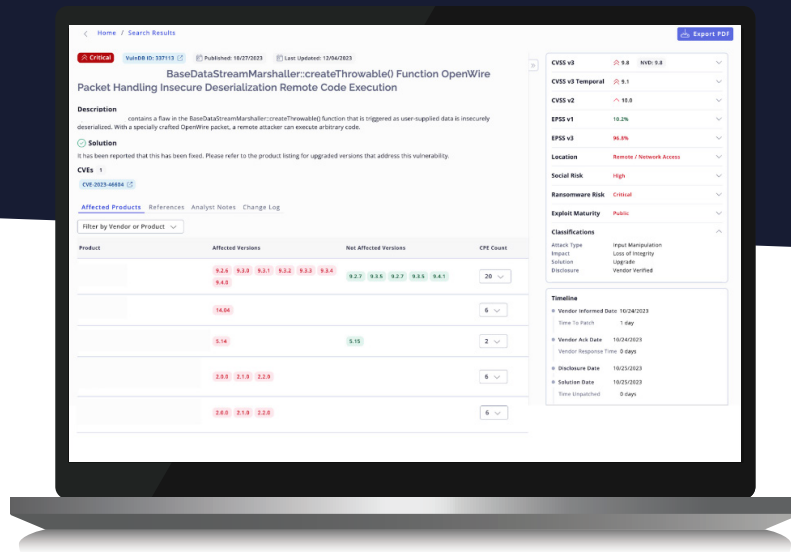 Home / Search Results
Export PDF
Critical VulnDB ID: 337113 Published: 10/27/2023 Last Updated: 12/04/2023
BaseDataStreamMarshaller::createThrowable() Function OpenWire
Packet Handling Insecure Deserialization Remote Code Execution
Description
contains a flaw in the BaseDataStreamMarshaller::createThrowable() function that is triggered as user-supplied data is insecurely
deserialized. With a specially crafted OpenWire packet, a remote attacker can execute arbitrary code.
Solution
It has been reported that this has been fixed. Please refer to the product listing for upgraded versions that address this vulnerability.
CVEs 1
CVE-2023-46604
Affected Products References Analyst Notes Change Log
Filter by Vendor or Product
Product Affected Versions Not Affected Versions CPE Count
9.2.6 9.3.0 9.3.1 9.3.2 9.3.3 9.3.4
9.4.0
9.2.7 9.3.5 9.2.7 9.3.5 9.4.1
20
14.04 6
5.14 5.15 2
2.0.0 2.1.0 2.2.0 6
2.0.0 2.1.0 2.2.0 6
CVSS v3 9.8 NVD: 9.8
CVSS v3 Temporal 9.1
CVSS v2 10.0
EPSS v1 10.2%
EPSS v3
Location Remote / Network Access
Social Risk High
Ransomware Risk Critical
Exploit Maturity Public
Classifications
Attack Type Input Manipulation
Impact Loss of Integrity
Solution Upgrade
Disclosure Vendor Verified
Timeline
Vendor Informed Date 10/24/2023
Time To Patch 1 day
Vendor Ack Date 10/24/2023
Vendor Response Time 0 days
Disclosure Date 10/25/2023
Solution Date 10/25/2023
Time Unpatched 0 days